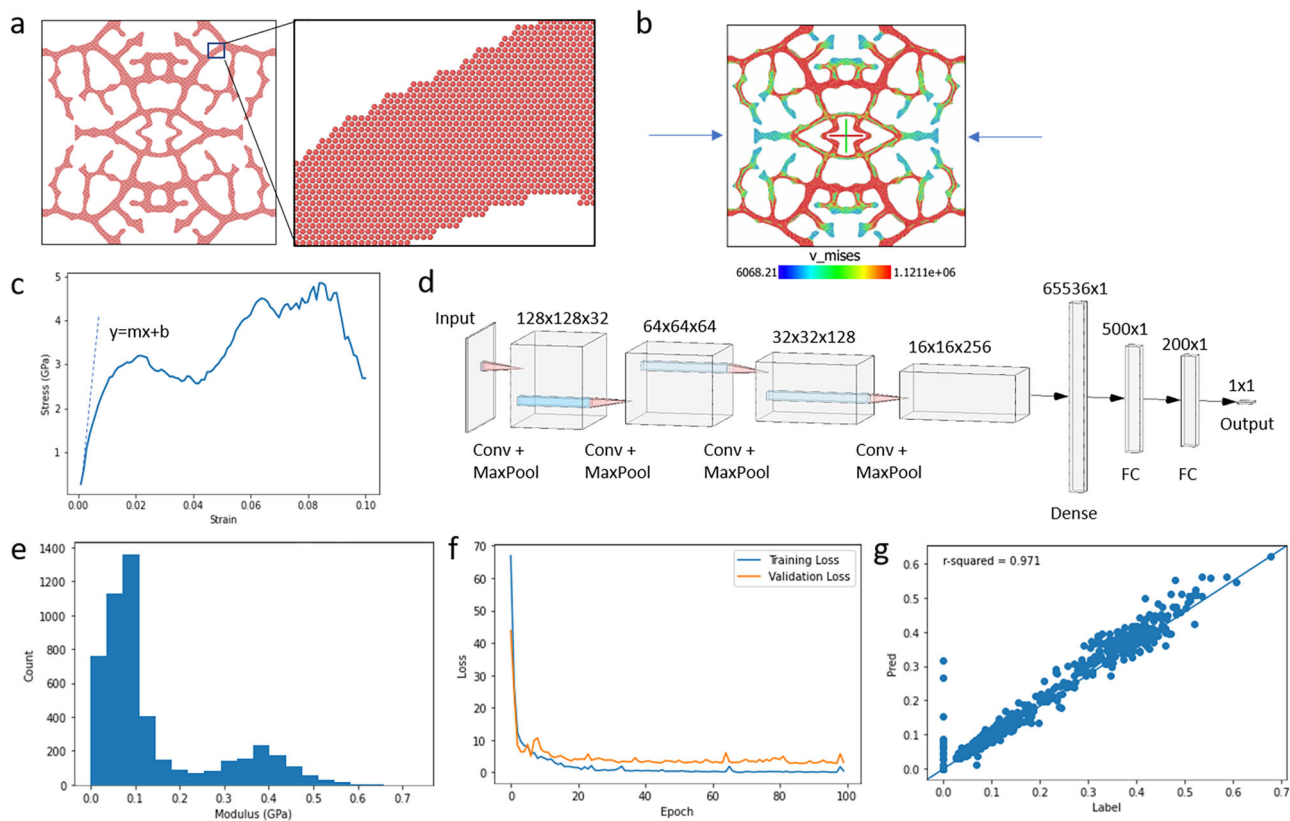 a
b
v_mises
6068.21
1.1211e+06
c
5
4
3
2
1
y=mx+b
Stress (GPa)
0.00
0.02
0.04
0.06
0.08
0.10
Strain
d
Input
128x128x32
64x64x64
32x32x128
16x16x256
65536x1
500x1
200x1
1x1
Output
Conv +
MaxPool
Conv +
MaxPool
Conv +
MaxPool
Conv +
MaxPool
Dense
FC
FC
e
1400
1200
1000
800
600
400
200
0
Count
0.0
0.1
0.2
0.3
0.4
0.5
0.6
0.7
Modulus (GPa)
f
70
60
50
40
30
20
10
0
Loss
Training Loss
Validation Loss
0
20
40
60
80
100
Epoch
g
r-squared = 0.971
0.6
0.5
0.4
0.3
0.2
0.1
0.0
Pred
0.0
0.1
0.2
0.3
0.4
0.5
0.6
0.7
Label